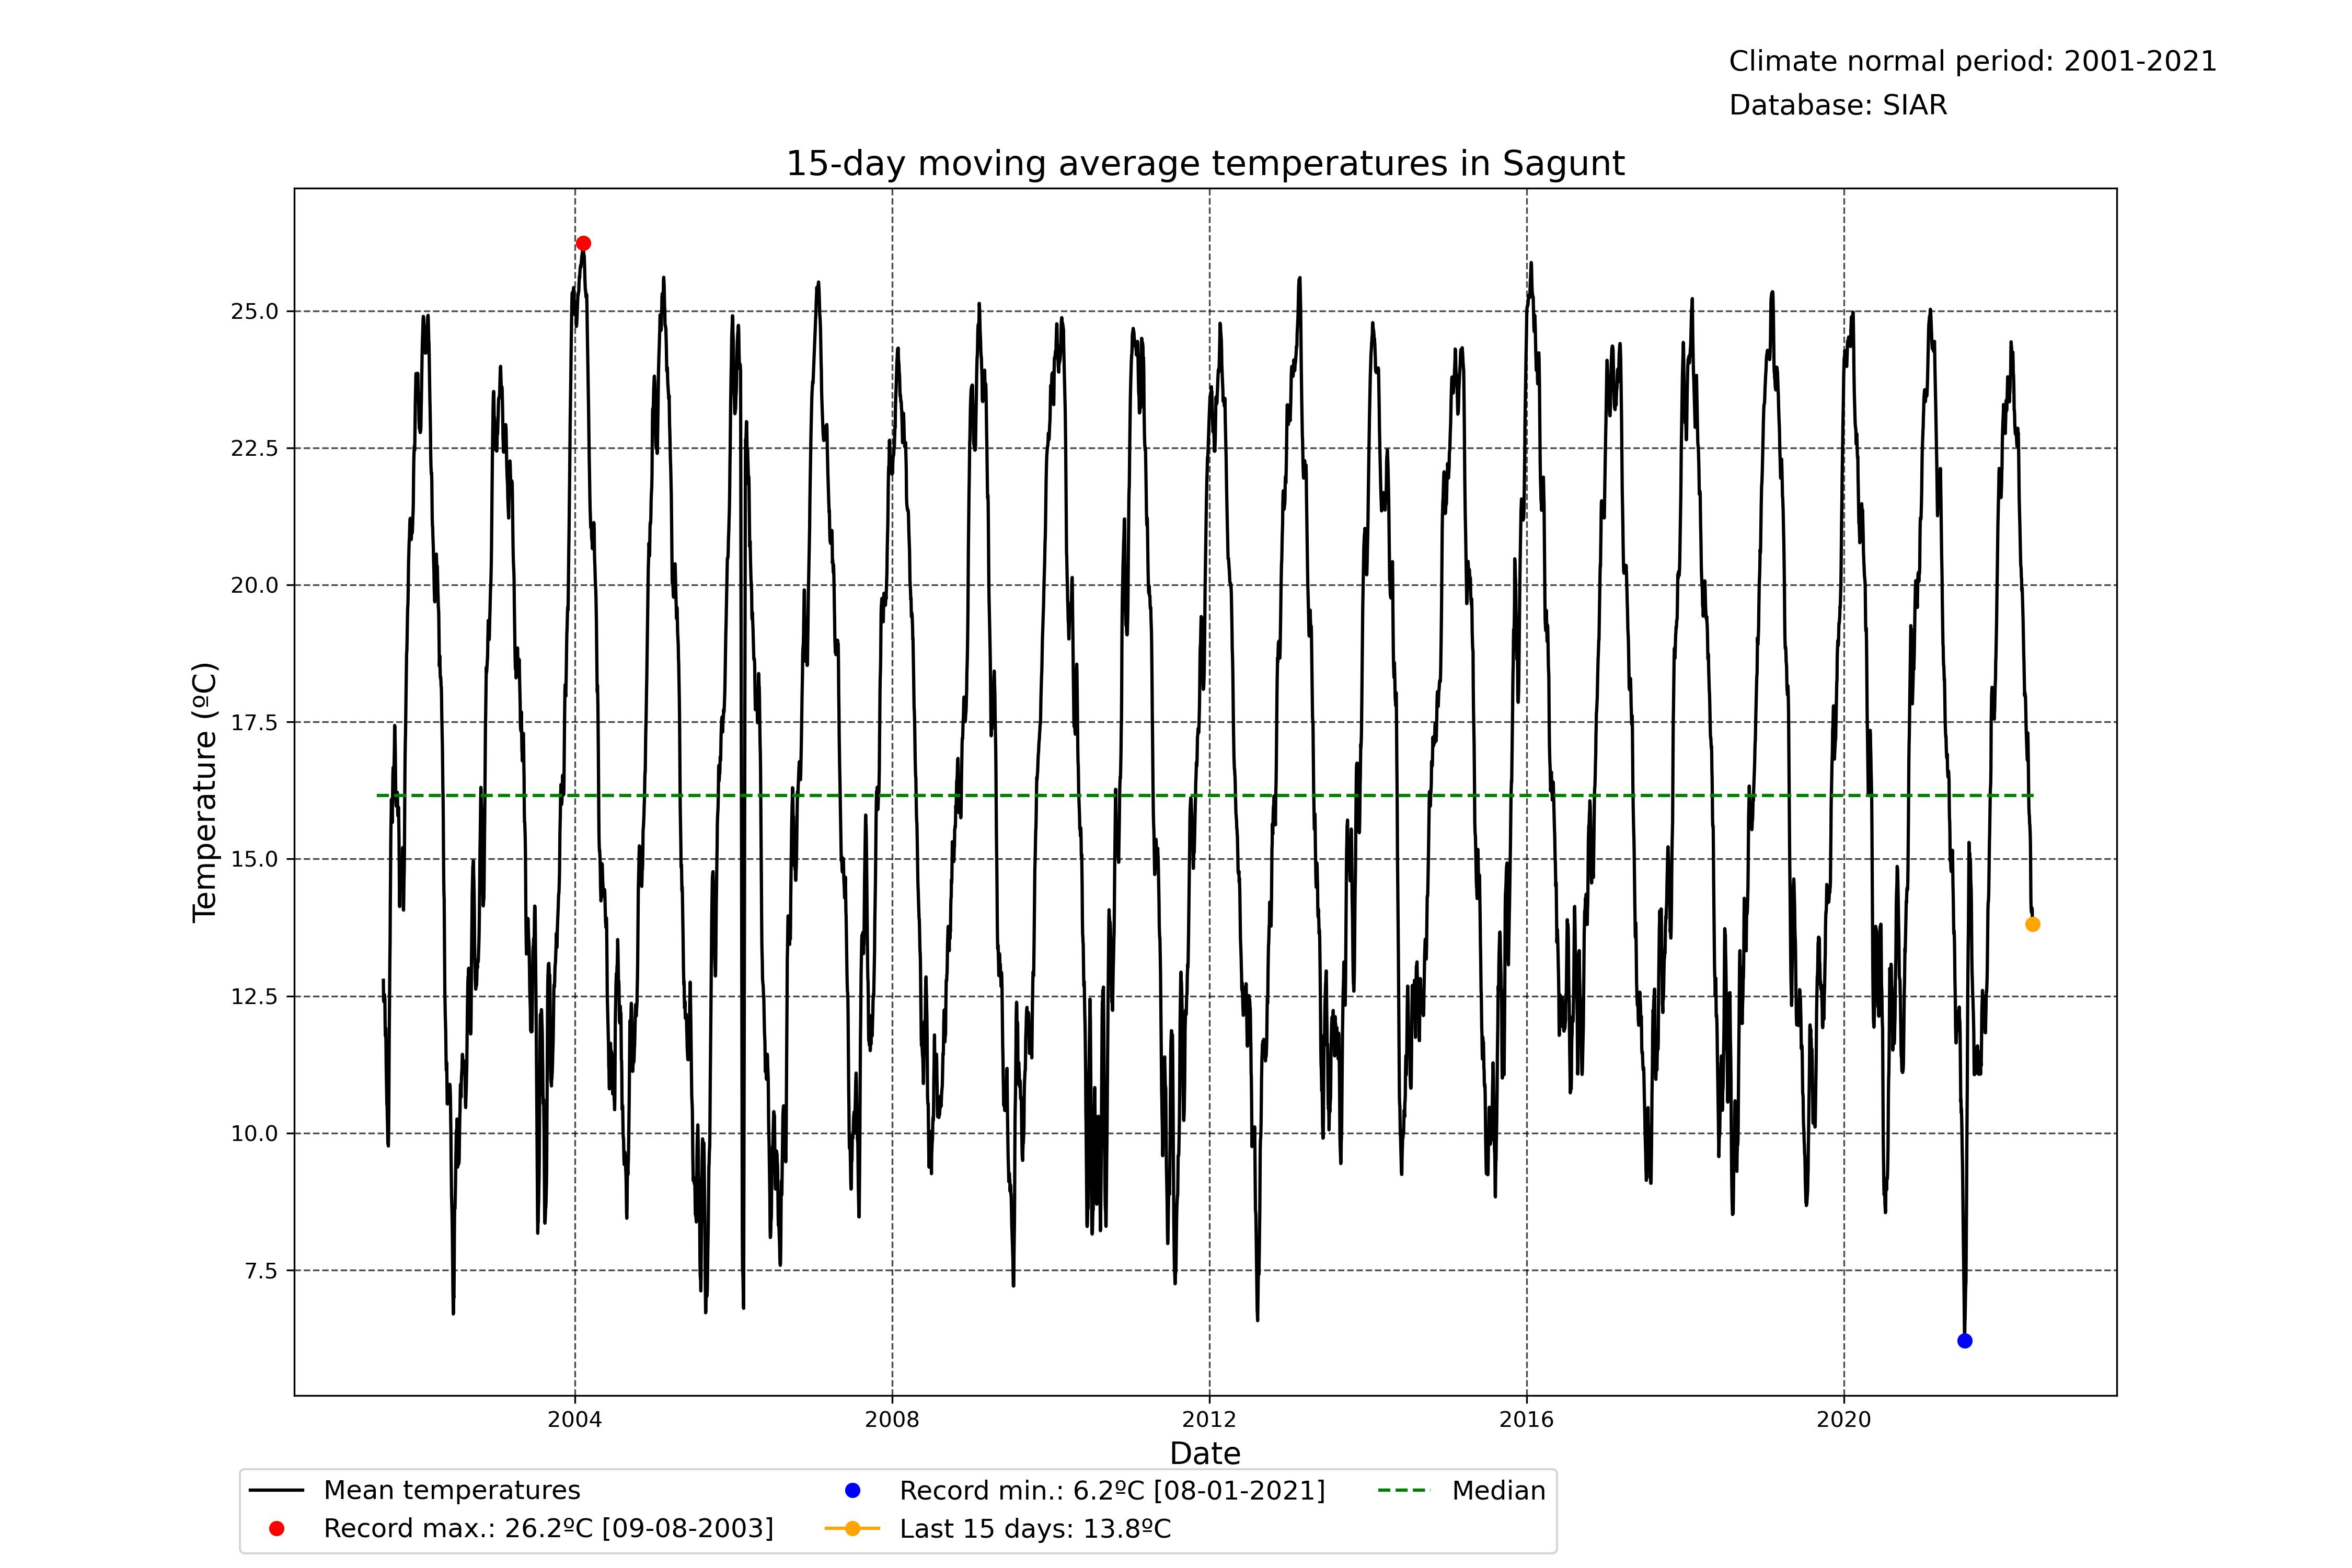 Climate normal period: 2001-2021
Database: SIAR
15-day moving average temperatures in Sagunt
Temperature (ºC)
25.0
22.5
20.0
17.5
15.0
12.5
10.0
7.5
2004
2008
2012
2016
2020
Date
Mean temperatures
Record max.: 26.2ºC [09-08-2003]
Record min.: 6.2ºC [08-01-2021]
Last 15 days: 13.8ºC
Median